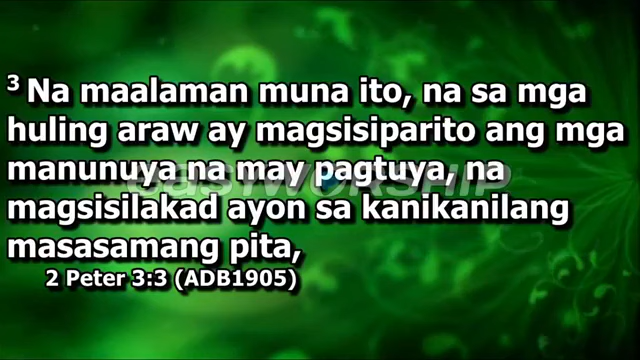 3 Na maalaman muna ito, na sa mga
huling araw ay magsisiparito ang mga
manunuya na may pagtuya, na
easyworship
magsisilakad ayon sa kanikanilang
masasamang pita,
2 Peter 3:3 (ADB1905)